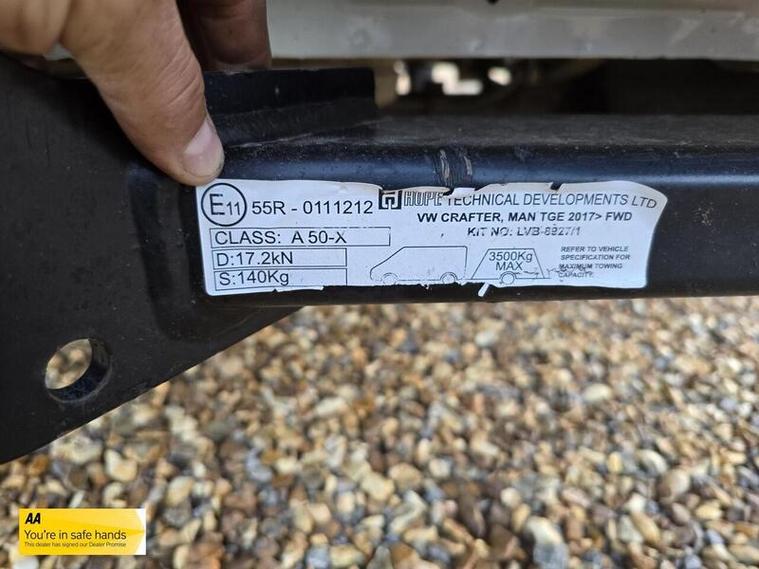 E11 55R - 0111212
HOPE TECHNICAL DEVELOPMENTS LTD
VW CRAFTER, MAN TGE 2017> FWD
KIT NO: LVB-8927/1
CLASS: A 50-X
D:17.2kN
S:140Kg
3500Kg
MAX
REFER TO VEHICLE
SPECIFICATION FOR
MAXIMUM TOWING
CAPACITY.
AA
You're in safe hands
This dealer has signed our Dealer Promise